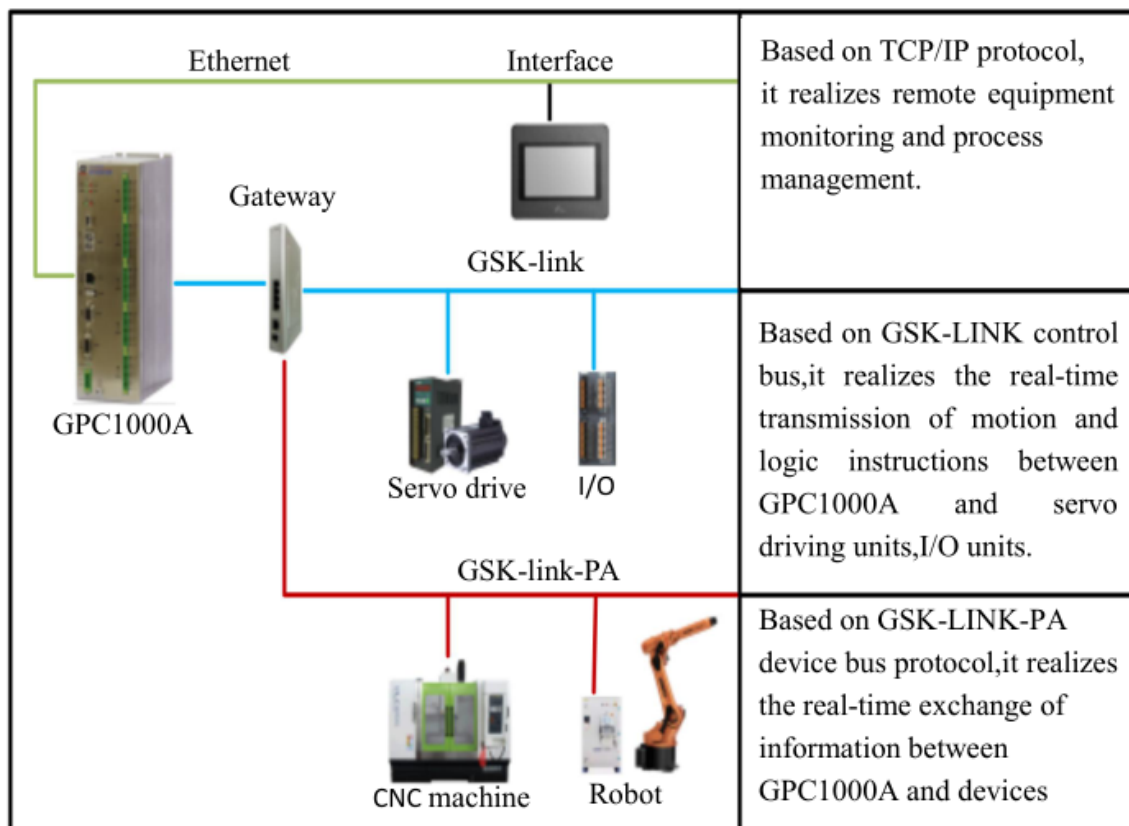 Ethernet
Interface
Based on TCP/IP protocol,
it realizes remote equipment
monitoring and process
management.
Gateway
GSK-link
GPC1000A
Servo drive
I/O
Based on GSK-LINK control
bus,it realizes the real-time
transmission of motion and
logic instructions between
GPC1000A and servo
driving units,I/O units.
GSK-link-PA
CNC machine
Robot
Based on GSK-LINK-PA
device bus protocol,it realizes
the real-time exchange of
information between
GPC1000A and devices